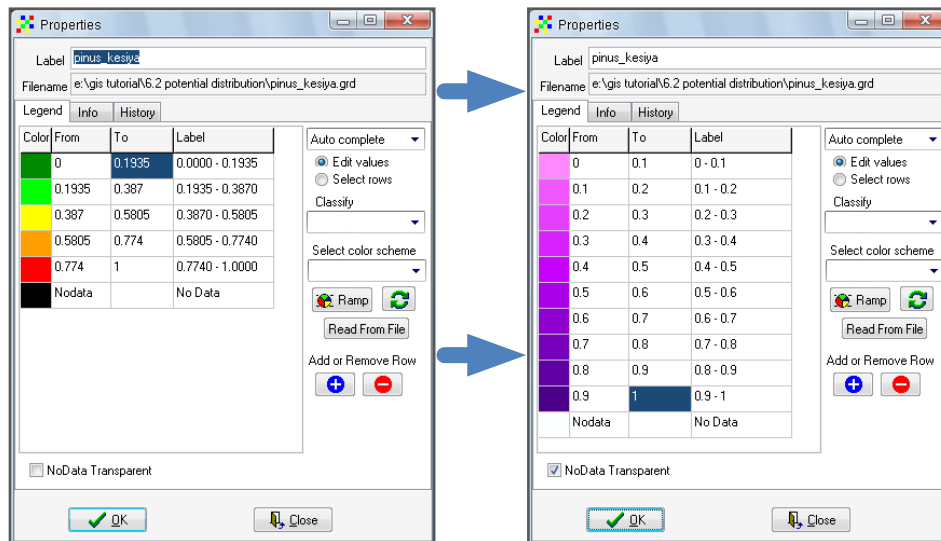 Properties
Label pinus_kesiya
Filename e:\gis tutorial\6.2 potential distribution\pinus_kesiya.grd
Legend Info History
Color From To Label
0 0.1935 0.0000 - 0.1935
0.1935 0.387 0.1935 - 0.3870
0.387 0.5805 0.3870 - 0.5805
0.5805 0.774 0.5805 - 0.7740
0.774 1 0.7740 - 1.0000
Nodata No Data
Auto complete
Edit values
Select rows
Classify
Select color scheme
Ramp
Read From File
Add or Remove Row
NoData Transparent
OK Close
Properties
Label pinus_kesiya
Filename e:\gis tutorial\6.2 potential distribution\pinus_kesiya.grd
Legend Info History
Color From To Label
0 0.1 0 - 0.1
0.1 0.2 0.1 - 0.2
0.2 0.3 0.2 - 0.3
0.3 0.4 0.3 - 0.4
0.4 0.5 0.4 - 0.5
0.5 0.6 0.5 - 0.6
0.6 0.7 0.6 - 0.7
0.7 0.8 0.7 - 0.8
0.8 0.9 0.8 - 0.9
0.9 1 0.9 - 1
Nodata No Data
Auto complete
Edit values
Select rows
Classify
Select color scheme
Ramp
Read From File
Add or Remove Row
NoData Transparent
OK Close